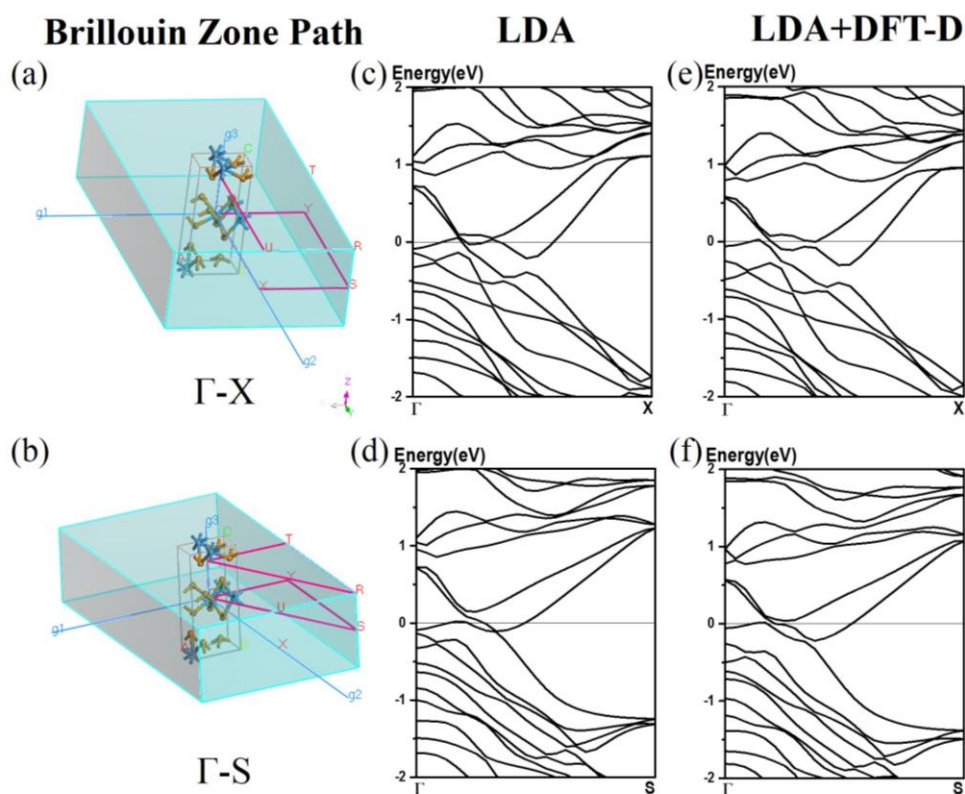 Brillouin Zone Path
LDA
LDA+DFT-D
(a)
g3
C
T
g1
Y
U
R
X
S
g2
Z
Γ-X
(c)
Energy(eV)
2
1
0
-1
-2
Γ
X
(e)
Energy(eV)
2
1
0
-1
-2
Γ
X
(b)
g3
C
T
Y
R
U
S
g1
X
g2
Γ-S
(d)
Energy(eV)
2
1
0
-1
-2
Γ
S
(f)
Energy(eV)
2
1
0
-1
-2
Γ
S